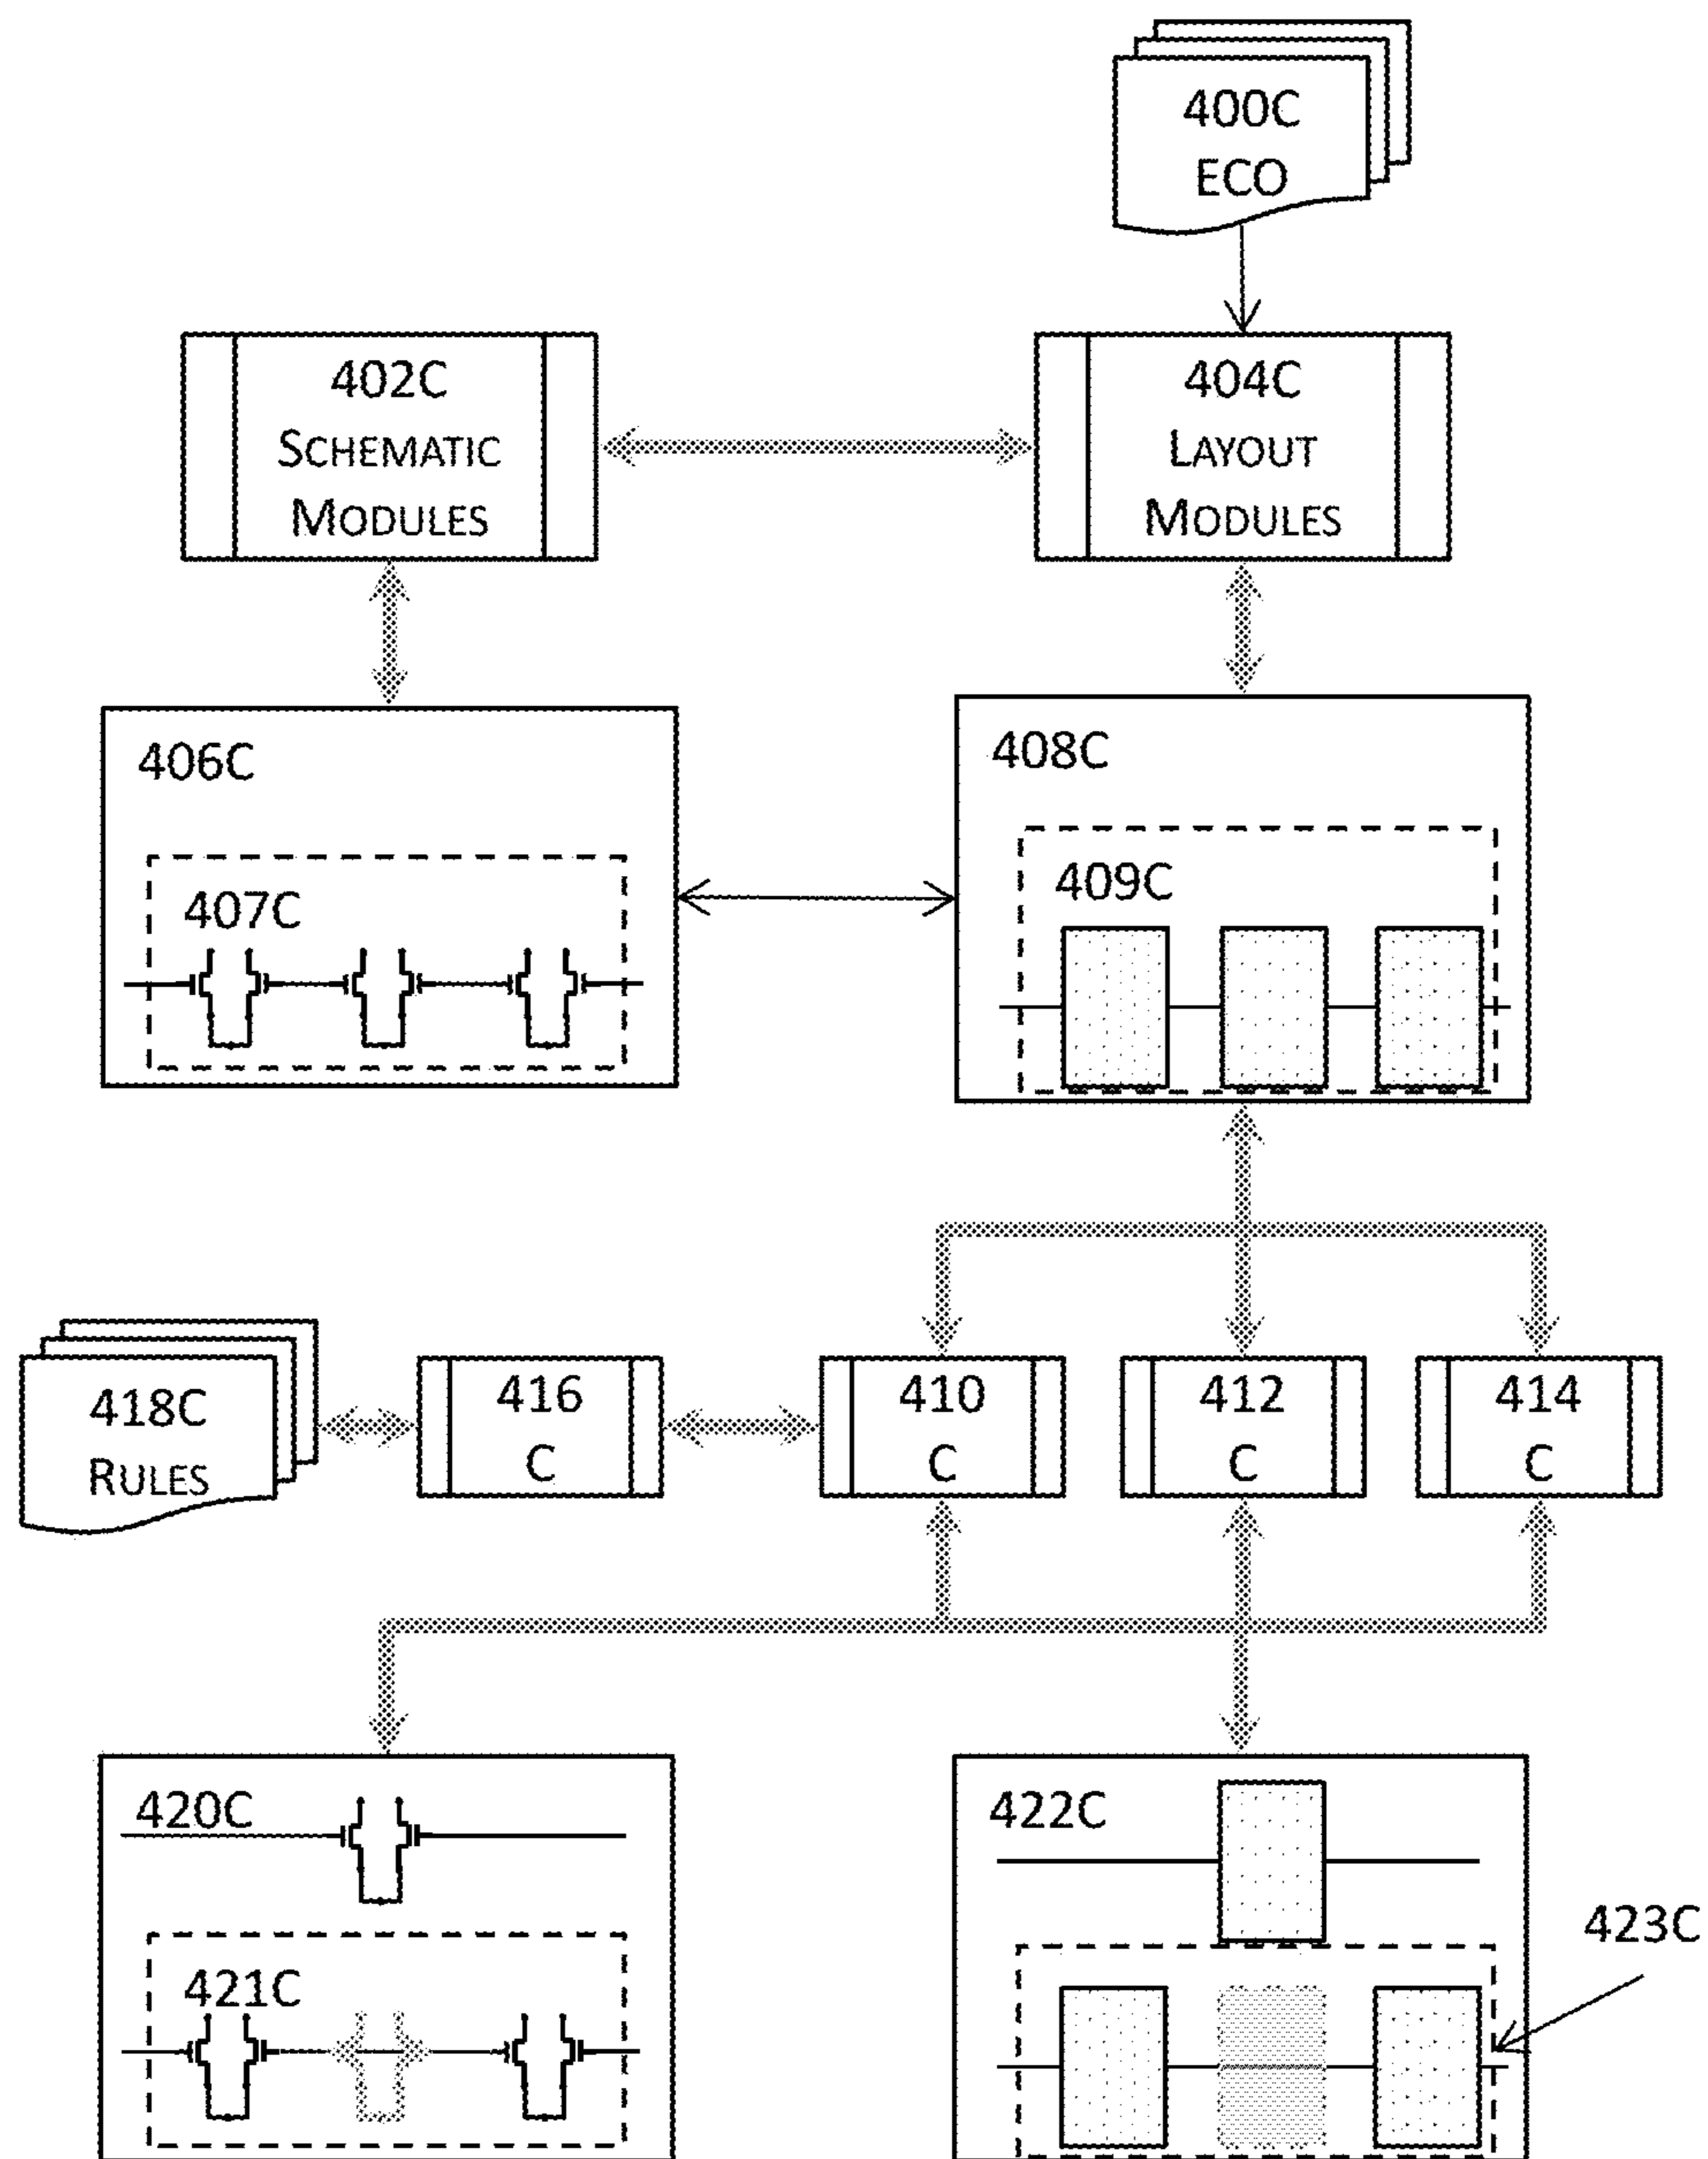 400C
ECO
402C
SCHEMATIC
MODULES
404C
LAYOUT
MODULES
406C
407C
408C
409C
418C
RULES
416
C
410
C
412
C
414
C
420C
421C
422C
423C